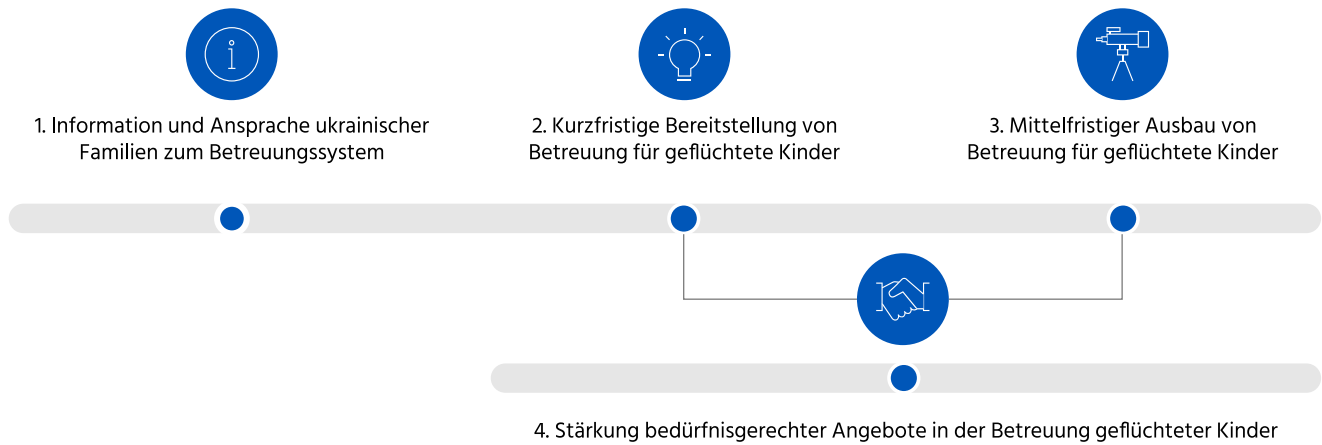 1. Information und Ansprache ukrainischer
Familien zum Betreuungssystem
2. Kurzfristige Bereitstellung von
Betreuung für geflüchtete Kinder
3. Mittelfristiger Ausbau von
Betreuung für geflüchtete Kinder
4. Stärkung bedürfnisgerechter Angebote in der Betreuung geflüchteter Kinder